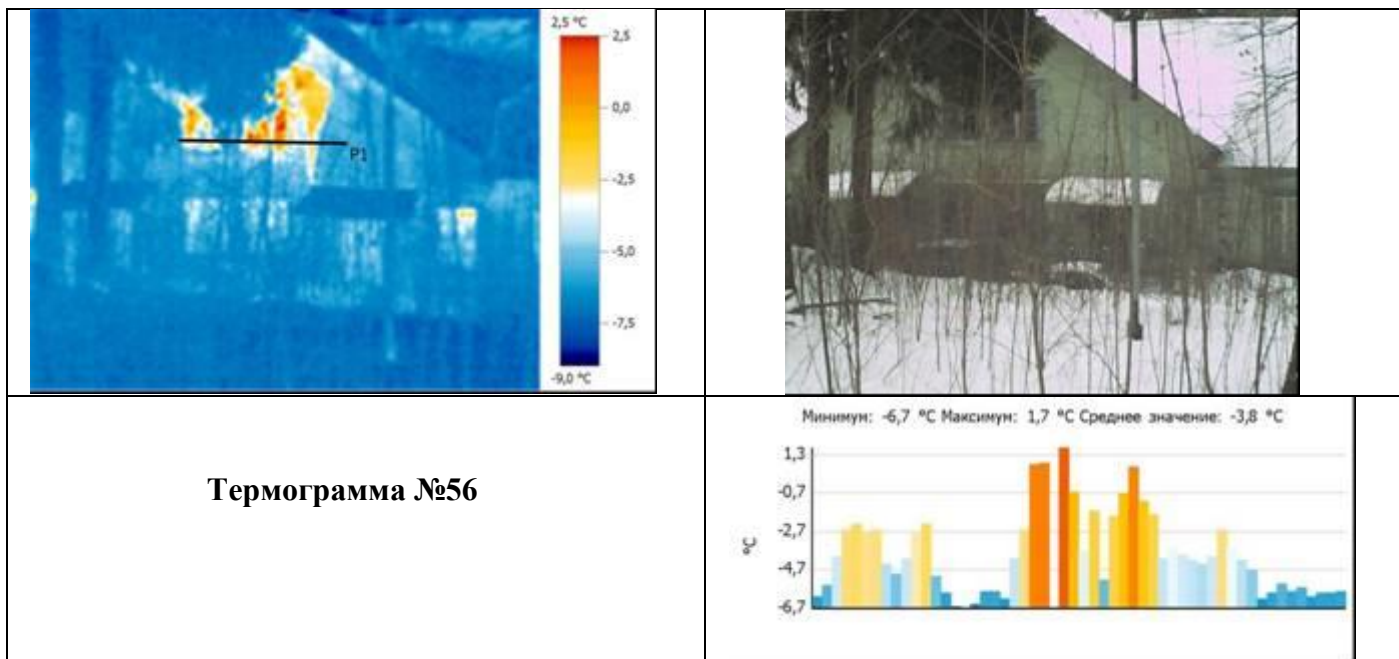 2,5 °C
2,5
0,0
-2,5
-5,0
-7,5
-9,0 °C
P1
Термограмма №56
Минимум: -6,7 °C Максимум: 1,7 °C Среднее значение: -3,8 °C
°C
1,3
-0,7
-2,7
-4,7
-6,7